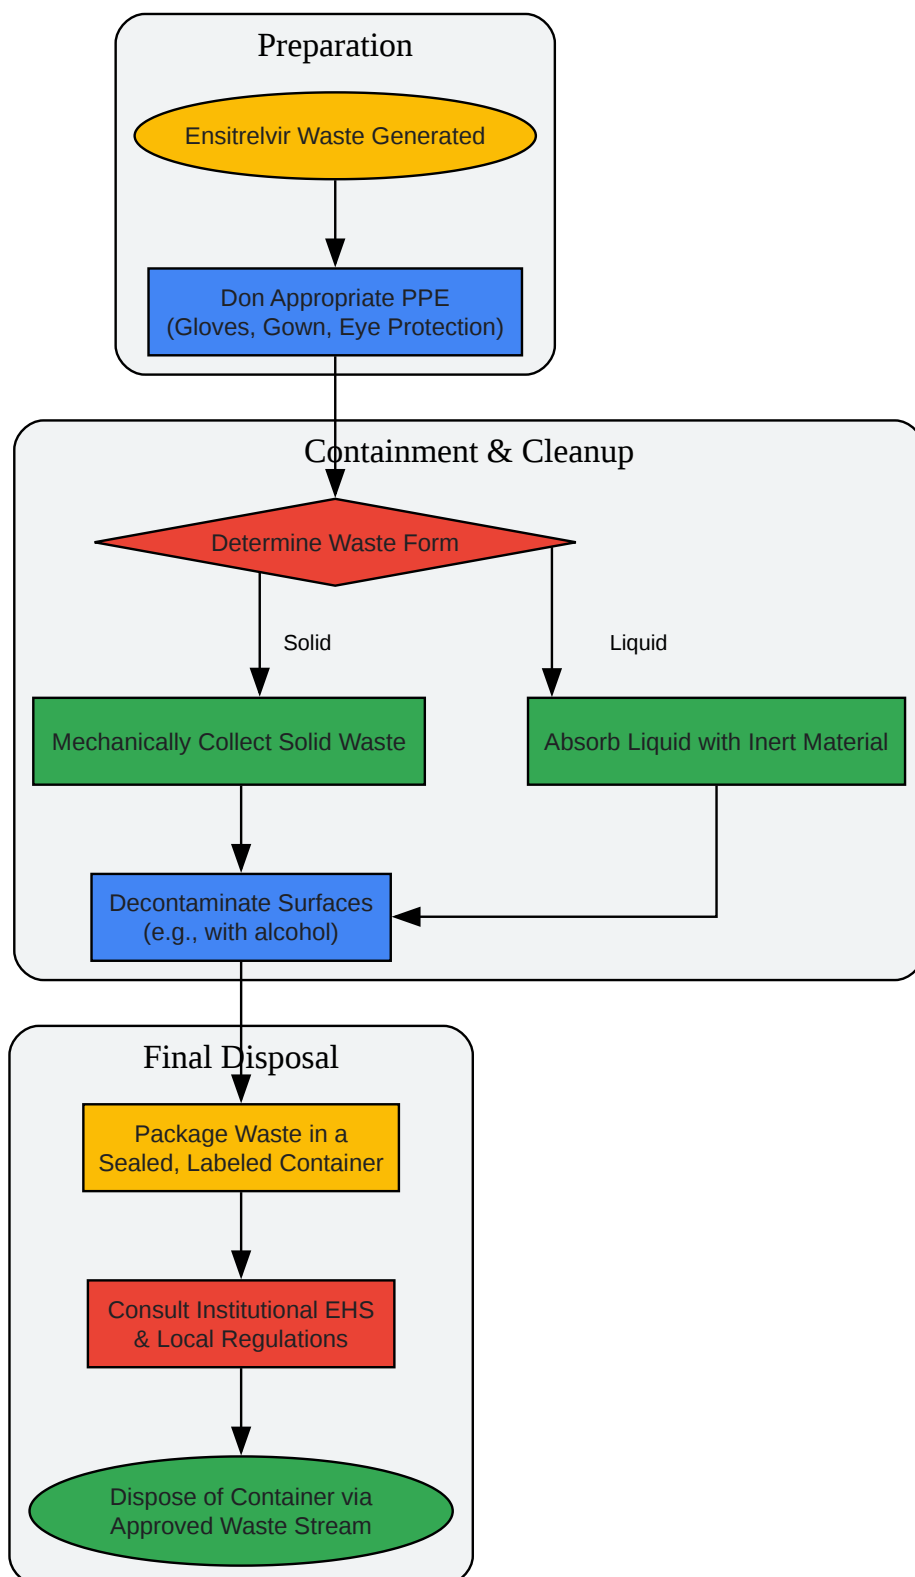 Preparation
Ensitrelvir Waste Generated
Don Appropriate PPE
(Gloves, Gown, Eye Protection)
Containment & Cleanup
Determine Waste Form
Solid
Liquid
Mechanically Collect Solid Waste
Absorb Liquid with Inert Material
Decontaminate Surfaces
(e.g., with alcohol)
Final Disposal
Package Waste in a
Sealed, Labeled Container
Consult Institutional EHS
& Local Regulations
Dispose of Container via
Approved Waste Stream